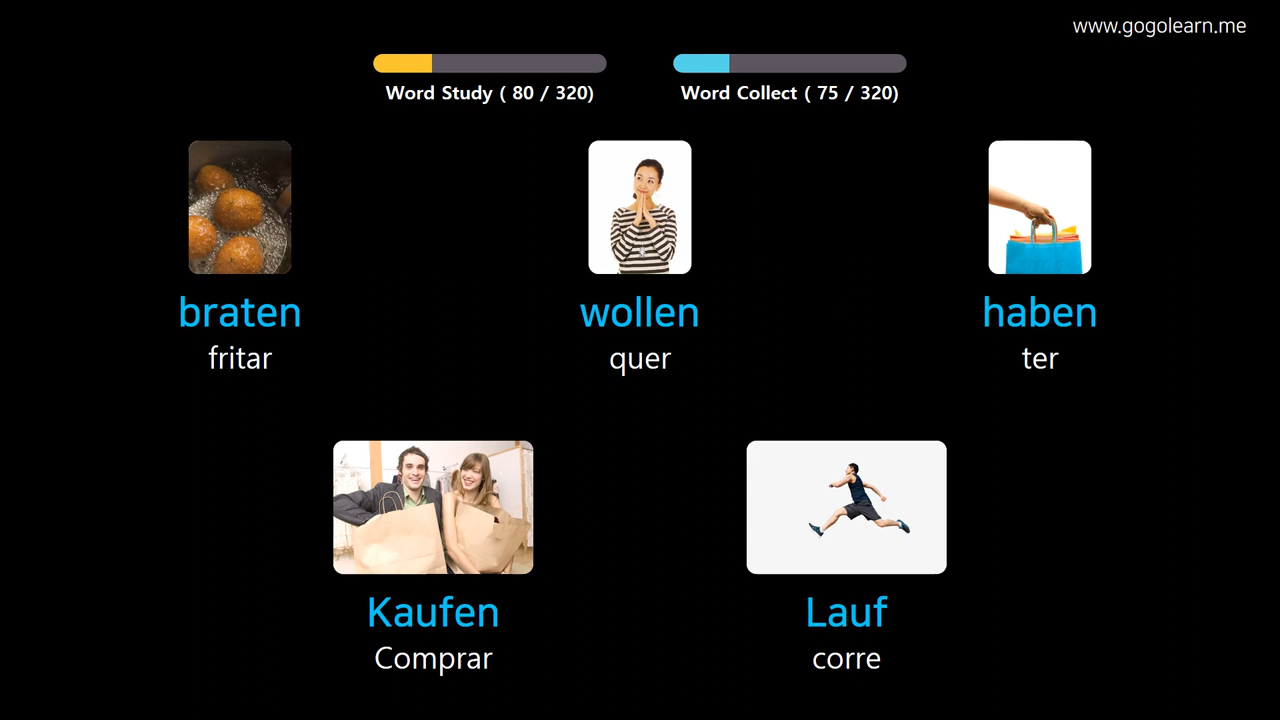 www.gogolearn.me
Word Study ( 80 / 320)
Word Collect ( 75 / 320)
braten
fritar
wollen
quer
haben
ter
Kaufen
Comprar
Lauf
corre